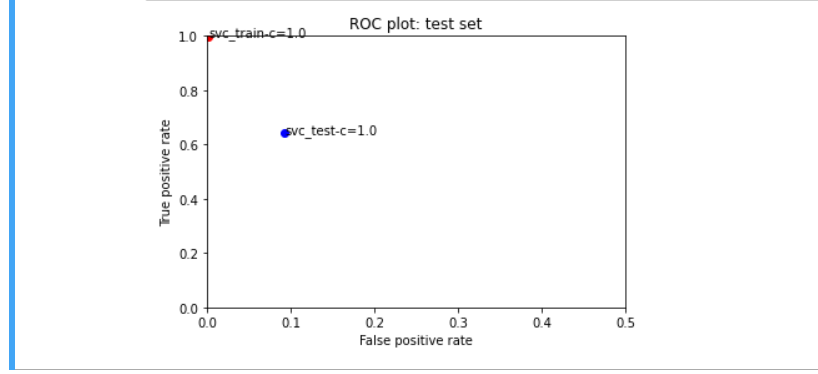 ROC plot: test set
svc_train-c=1.0
svc_test-c=1.0
True positive rate
1.0
0.8
0.6
0.4
0.2
0.0
0.0 0.1 0.2 0.3 0.4 0.5
False positive rate